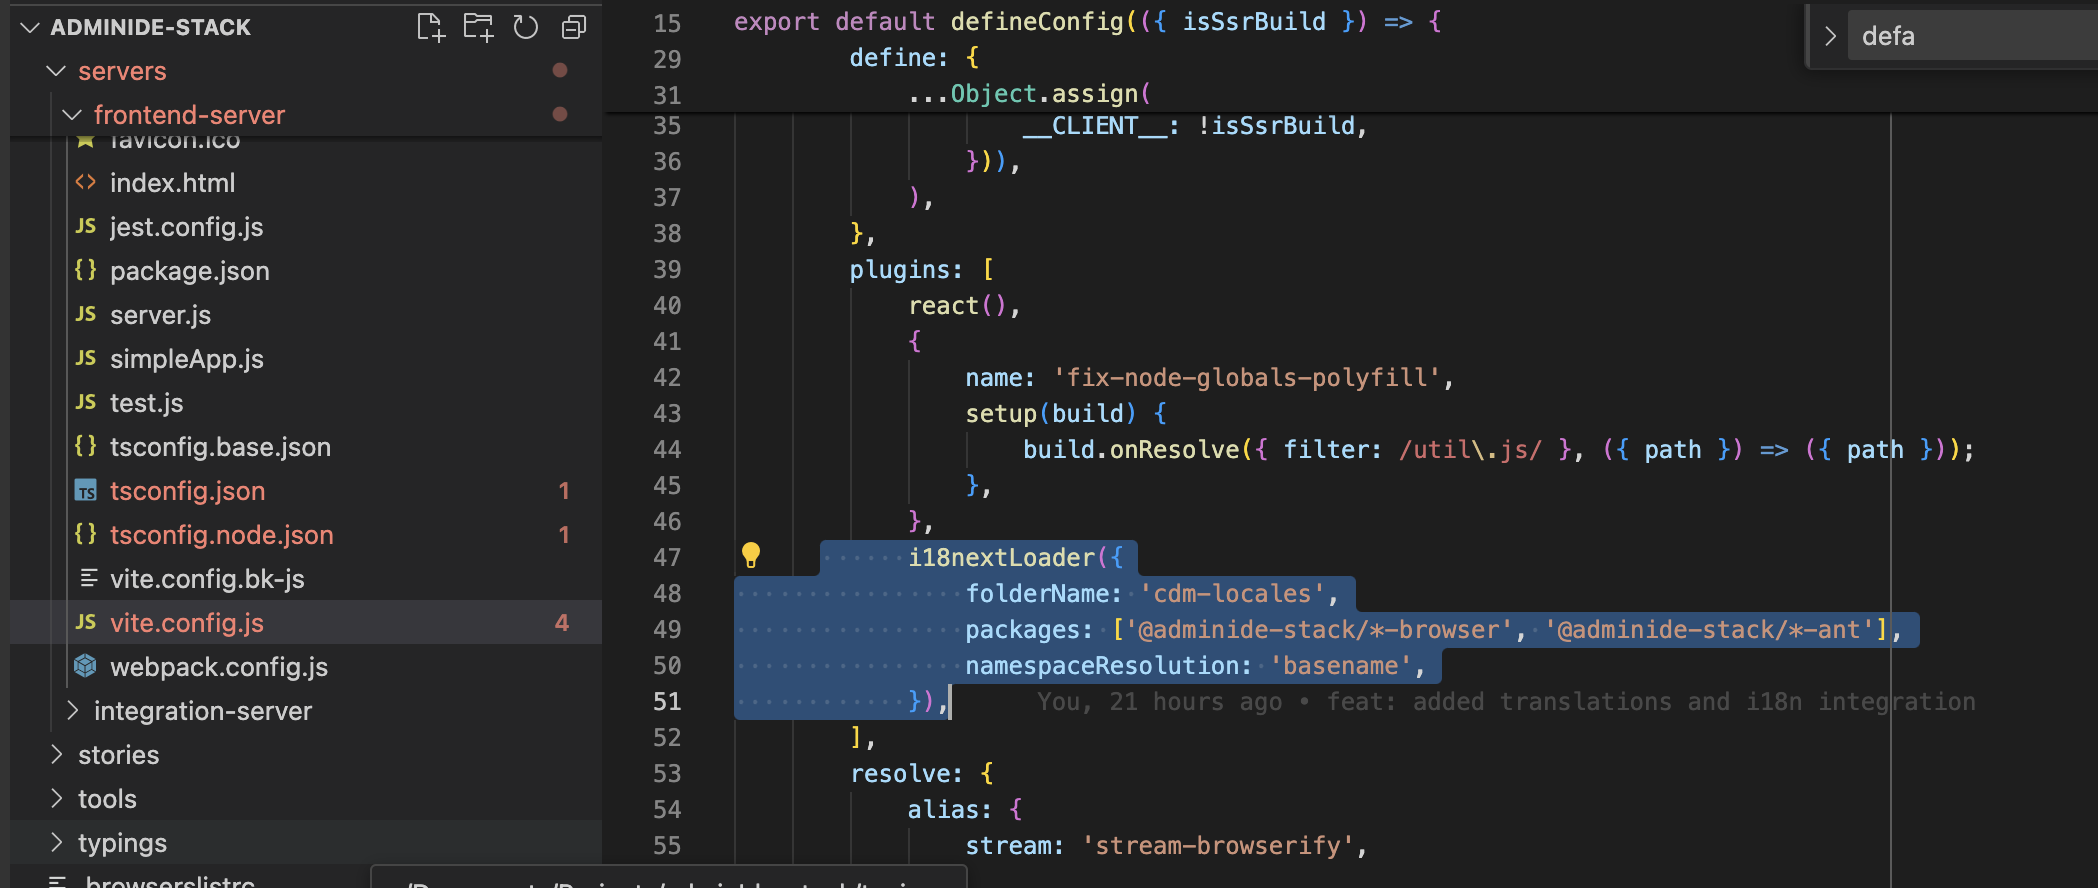 ADMINIDE-STACK
servers
frontend-server
favicon.ico
index.html
JS jest.config.js
{} package.json
JS server.js
JS simpleApp.js
JS test.js
{} tsconfig.base.json
TS tsconfig.json 1
{} tsconfig.node.json 1
vite.config.bk-js
JS vite.config.js 4
webpack.config.js
integration-server
stories
tools
typings
browserslistrc
15 export default defineConfig(({ isSsrBuild }) => {
29 define: {
31 ...Object.assign(
35 __CLIENT__: !isSsrBuild,
36 })),
37 ),
38 },
39 plugins: [
40 react(),
41 {
42 name: 'fix-node-globals-polyfill',
43 setup(build) {
44 build.onResolve({ filter: /util\.js/ }, ({ path }) => ({ path }));
45 },
46 },
47 i18nextLoader({
48 folderName: 'cdm-locales',
49 packages: ['@adminide-stack/*-browser', '@adminide-stack/*-ant'],
50 namespaceResolution: 'basename',
51 }), You, 21 hours ago • feat: added translations and i18n integration
52 ],
53 resolve: {
54 alias: {
55 stream: 'stream-browserify',
defa